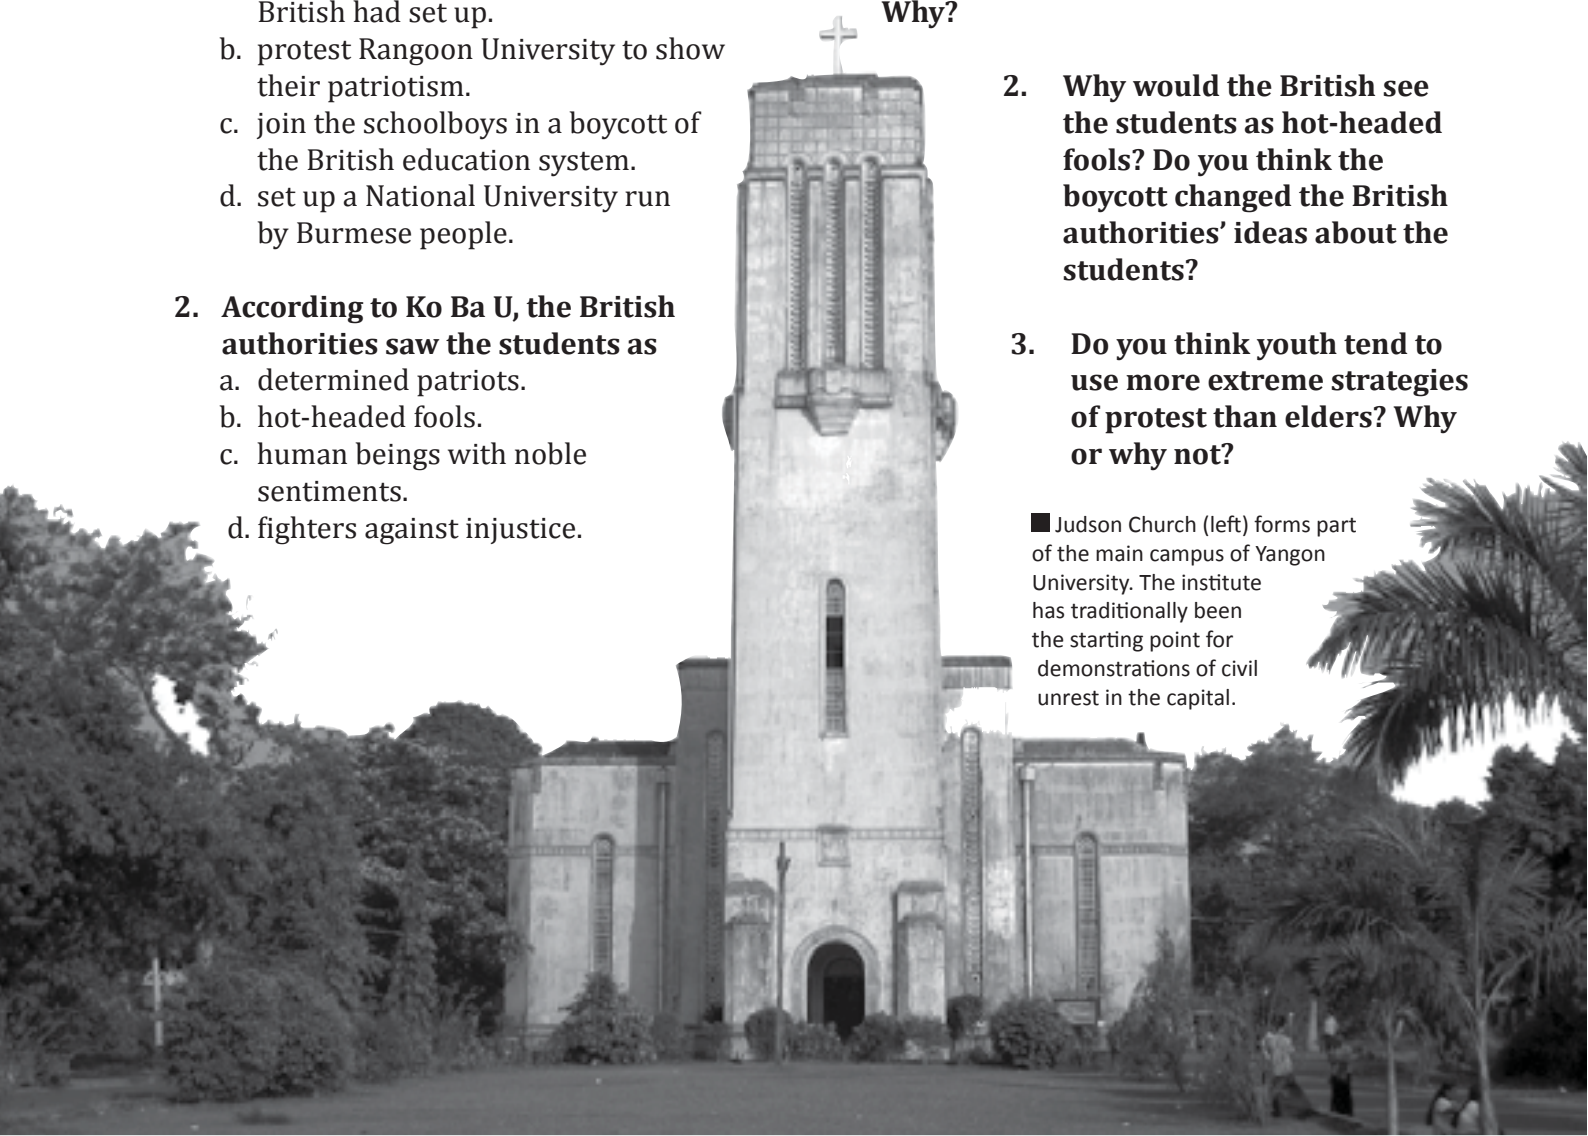 British had set up.
b. protest Rangoon University to show
their patriotism.
c. join the schoolboys in a boycott of
the British education system.
d. set up a National University run
by Burmese people.
2. According to Ko Ba U, the British
authorities saw the students as
a. determined patriots.
b. hot-headed fools.
c. human beings with noble
sentiments.
d. fighters against injustice.
Why?
2. Why would the British see
the students as hot-headed
fools? Do you think the
boycott changed the British
authorities’ ideas about the
students?
3. Do you think youth tend to
use more extreme strategies
of protest than elders? Why
or why not?
■ Judson Church (left) forms part
of the main campus of Yangon
University. The institute
has traditionally been
the starting point for
demonstrations of civil
unrest in the capital.